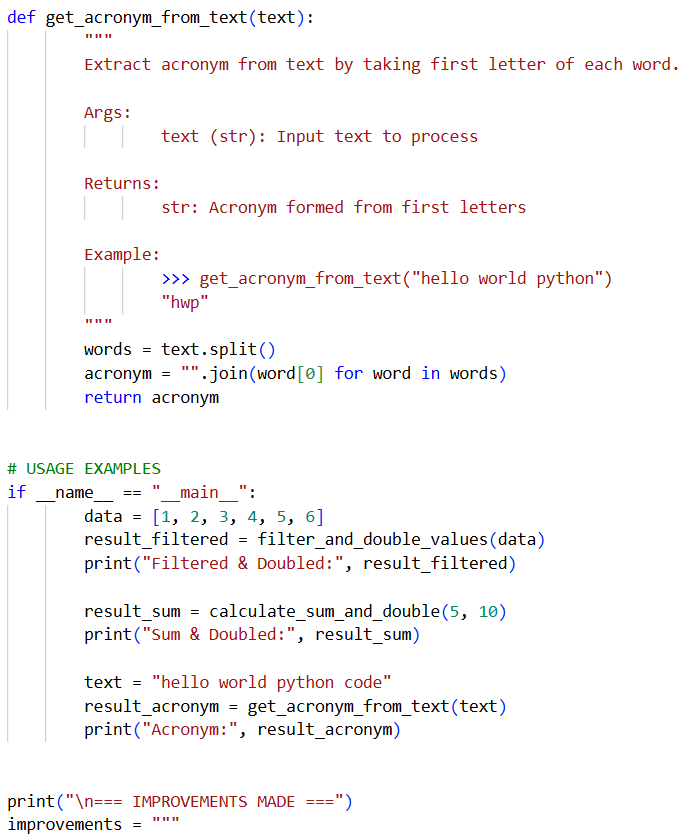 def get_acronym_from_text(text):
"""
Extract acronym from text by taking first letter of each word.
Args:
text (str): Input text to process
Returns:
str: Acronym formed from first letters
Example:
>>> get_acronym_from_text("hello world python")
"hwp"
"""
words = text.split()
acronym = "".join(word[0] for word in words)
return acronym
# USAGE EXAMPLES
if __name__ == "__main__":
data = [1, 2, 3, 4, 5, 6]
result_filtered = filter_and_double_values(data)
print("Filtered & Doubled:", result_filtered)
result_sum = calculate_sum_and_double(5, 10)
print("Sum & Doubled:", result_sum)
text = "hello world python code"
result_acronym = get_acronym_from_text(text)
print("Acronym:", result_acronym)
print("\n=== IMPROVEMENTS MADE ===")
improvements = """